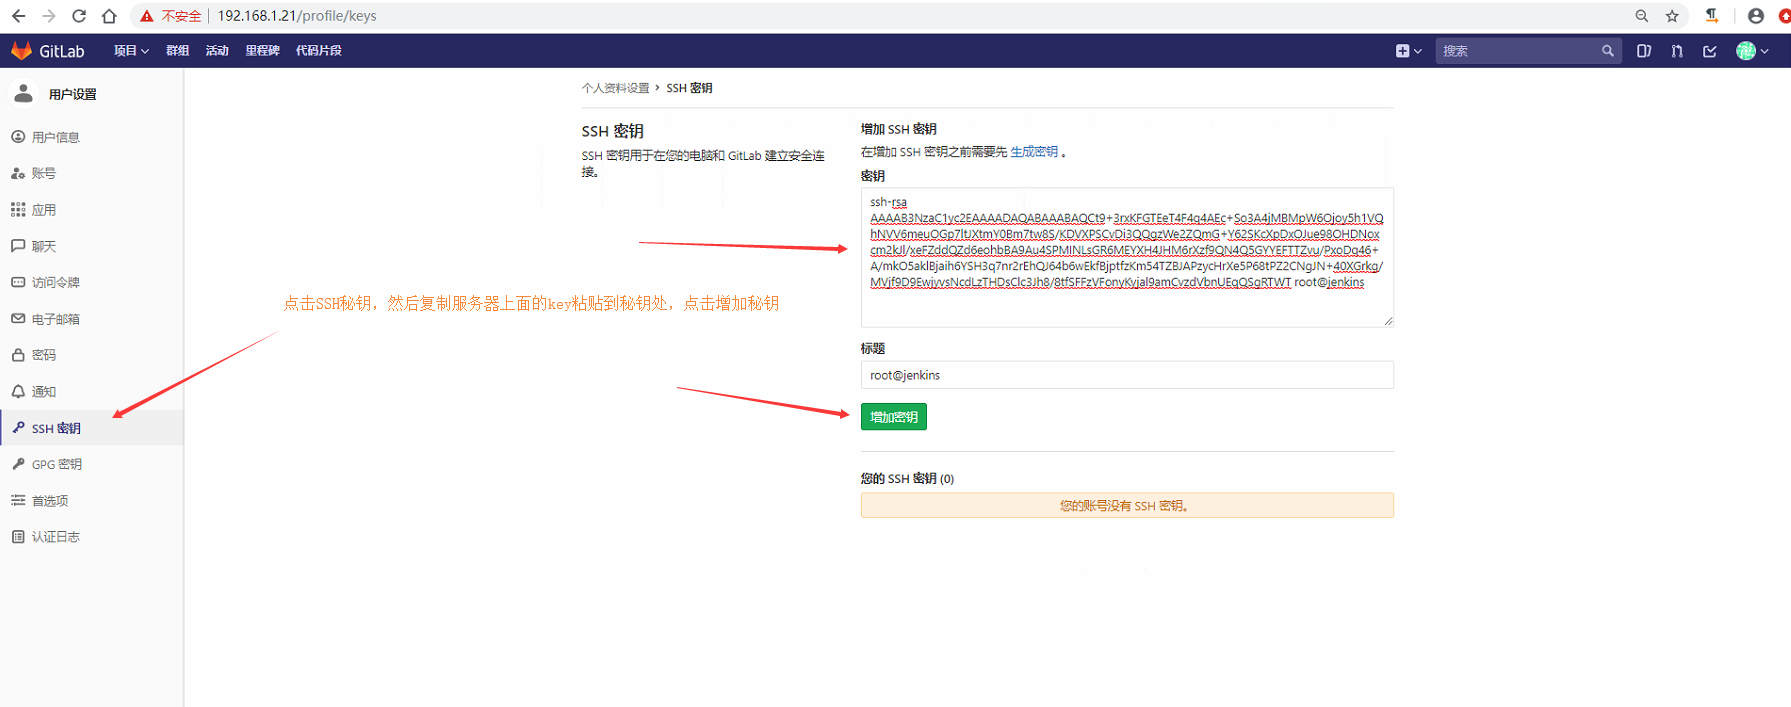 不安全 192.168.1.21/profile/keys
GitLab 项目 群组 活动 里程碑 代码片段 搜索
用户设置
用户信息
账号
应用
聊天
访问令牌
电子邮箱
密码
通知
SSH 密钥
GPG 密钥
首选项
认证日志
点击SSH秘钥，然后复制服务器上面的key粘贴到秘钥处，点击增加秘钥
个人资料设置 › SSH 密钥
SSH 密钥
SSH 密钥用于在您的电脑和 GitLab 建立安全连
接。
增加 SSH 密钥
在增加 SSH 密钥之前需要先 生成密钥 。
密钥
ssh-rsa
AAAAB3NzaC1yc2EAAAADAQABAAABAQCt9+3rxKFGTEeT4F4q4AEc+So3A4jMBMpW6Ojoy5h1VQ
hNVV6meuOGp7ltJXtmY0Bm7tw8S/KDVXPSCvDi3QQgzWe2ZQmG+Y62SKcXpDxOJue98OHDNox
cm2kJl/xeFZddQZd6eohbBA9Au4SPMINLsGR6MEYXH4JHM6rXzf9QN4Q5GYYEFTTZvu/PxoDq46+
A/mkO5aklBjaih6YSH3q7nr2rEhQJ64b6wEkfBjptfzKm54TZBJAPzycHrXe5P68tPZ2CNgJN+40XGrkg/
MVjf9D9EwjvvsNcdLzTHDsClc3Jh8/8tfSFFzVFonyKyjal9amCvzdVbnUEqQSgRTWT root@jenkins
标题
root@jenkins
增加密钥
您的 SSH 密钥 (0)
您的账号没有 SSH 密钥。